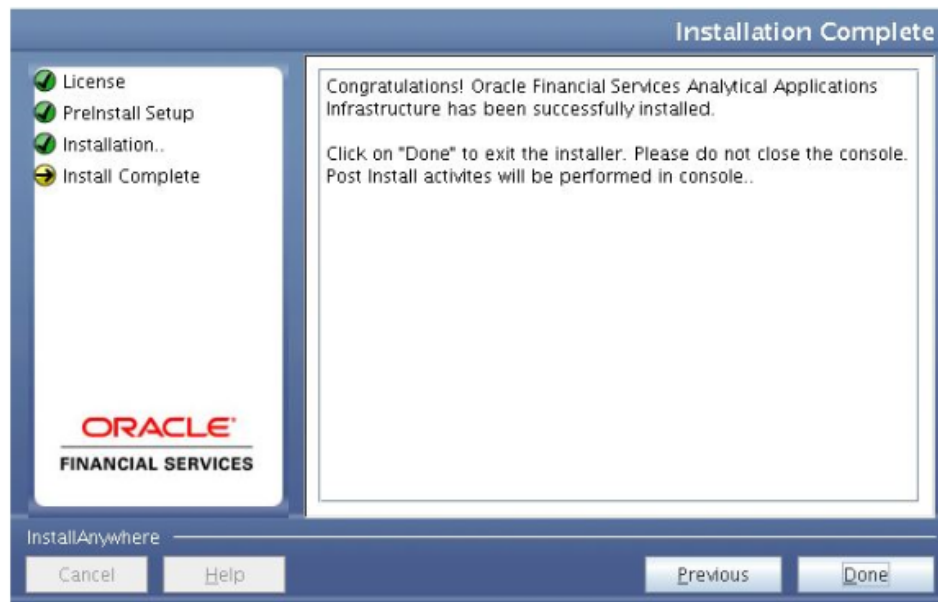 Installation Complete
License
PreInstall Setup
Installation..
Install Complete
Congratulations! Oracle Financial Services Analytical Applications
Infrastructure has been successfully installed.
Click on "Done" to exit the installer. Please do not close the console.
Post Install activites will be performed in console..
ORACLE
FINANCIAL SERVICES
InstallAnywhere
Cancel Help Previous Done